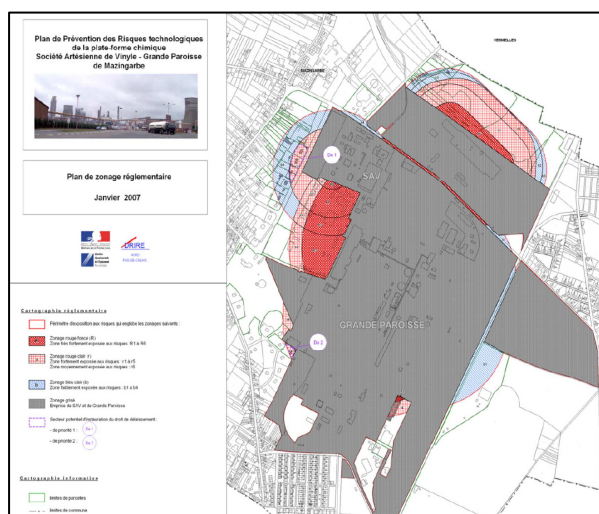 Plan de Prévention des Risques technologiques
de la plate-forme chimique
Société Artésienne de Vinyle - Grande Paroisse
de Mazingarbe
Plan de zonage réglementaire
Janvier 2007
DRIRE
NORD
PAS-DE-CALAIS
Cartographie réglementaire
Périmètre d'exposition aux risques qui englobe les zonages suivants :
Zonage rouge foncé (R)
Zone très fortement exposée aux risques : R1 à R6
Zonage rouge clair (r)
Zone fortement exposée aux risques : r1 à r5
Zone moyennement exposée aux risques : r6
b
Zonage bleu clair (b)
Zone faiblement exposée aux risques :
Zonage grisé
Emprise de SAV et de Grande Paroisse
Secteur potentiel d'instauration du droit de délaissement :
- de priorité 1 :
- de priorité 2 :
Cartographie informative
limites de parcelles
limites de commune
MAZINGARBE
VERMELLES
De 1
SAV
GRANDE PAROISSE
De 2